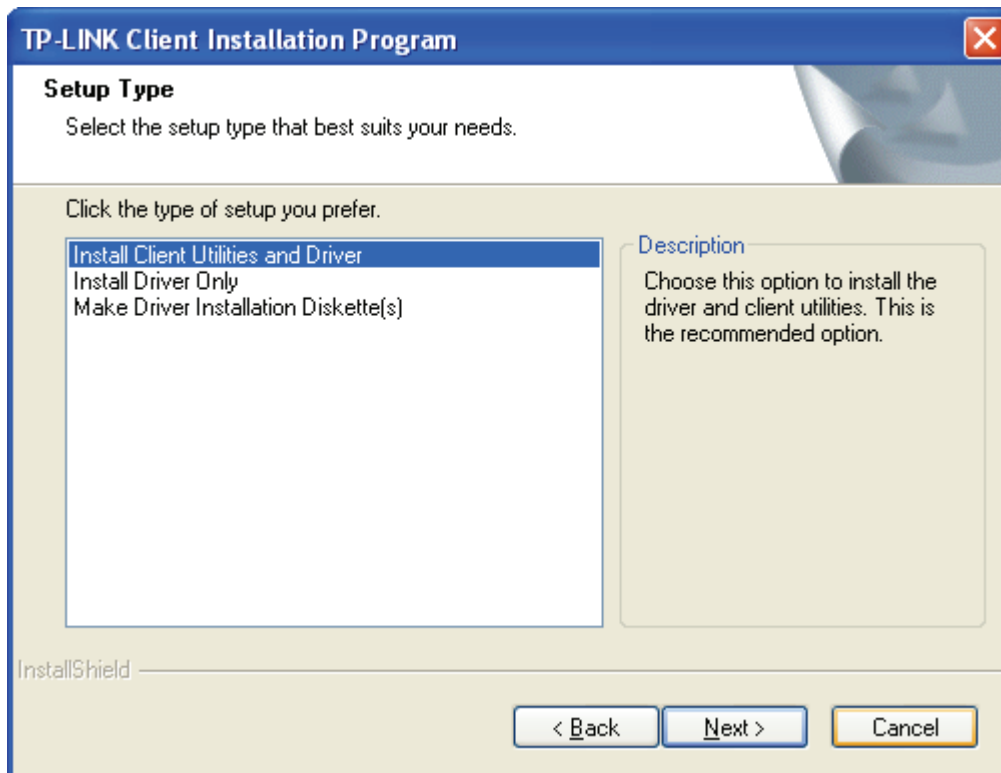 TP-LINK Client Installation Program
Setup Type
Select the setup type that best suits your needs.
Click the type of setup you prefer.
Install Client Utilities and Driver
Install Driver Only
Make Driver Installation Diskette(s)
Description
Choose this option to install the
driver and client utilities. This is
the recommended option.
InstallShield
< Back
Next >
Cancel